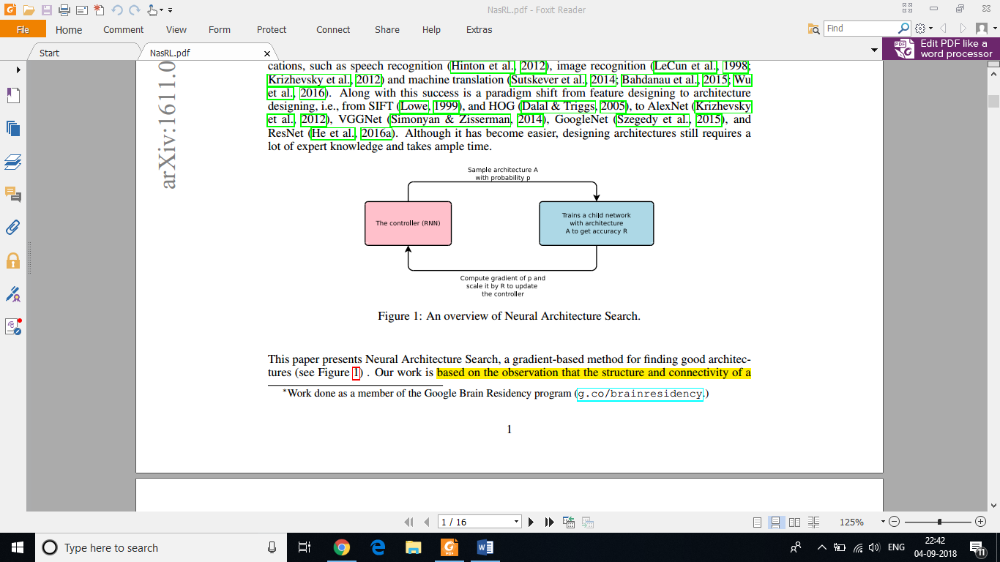 NasRL.pdf - Foxit Reader
File Home Comment View Form Protect Connect Share Help Extras
Find
Edit PDF like a
word processor
Start
NasRL.pdf
arXiv:1611.0
cations, such as speech recognition (Hinton et al., 2012), image recognition (LeCun et al., 1998;
Krizhevsky et al., 2012) and machine translation (Sutskever et al., 2014; Bahdanau et al., 2015; Wu
et al., 2016). Along with this success is a paradigm shift from feature designing to architecture
designing, i.e., from SIFT (Lowe, 1999), and HOG (Dalal & Triggs, 2005), to AlexNet (Krizhevsky
et al., 2012), VGGNet (Simonyan & Zisserman, 2014), GoogleNet (Szegedy et al., 2015), and
ResNet (He et al., 2016a). Although it has become easier, designing architectures still requires a
lot of expert knowledge and takes ample time.
Sample architecture A
with probability p
The controller (RNN)
Trains a child network
with architecture
A to get accuracy R
Compute gradient of p and
scale it by R to update
the controller
Figure 1: An overview of Neural Architecture Search.
This paper presents Neural Architecture Search, a gradient-based method for finding good architec-
tures (see Figure 1) . Our work is based on the observation that the structure and connectivity of a
*Work done as a member of the Google Brain Residency program (g.co/brainresidency.)
1
1 / 16
125%
Type here to search
ENG
22:42
04-09-2018
11